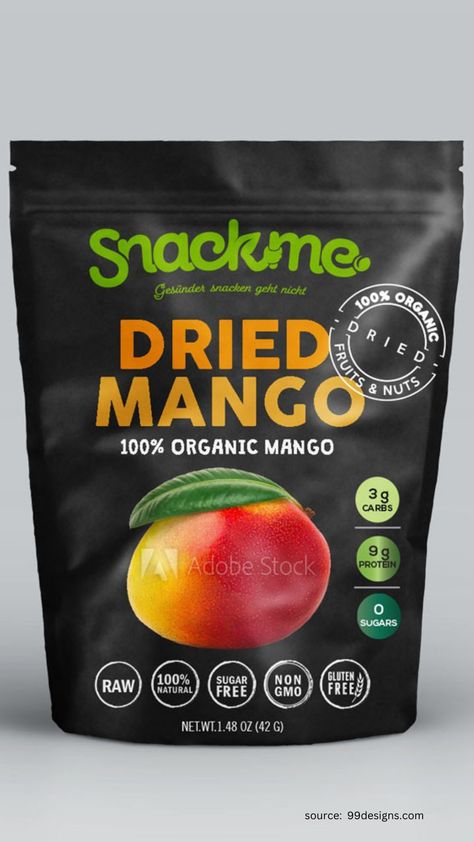 Snackme
Gesünder snacken geht nicht
DRIED
MANGO
100% ORGANIC MANGO
100% ORGANIC
DRIED
FRUITS & NUTS
3 g
CARBS
9 g
PROTEIN
0
SUGARS
Adobe Stock
RAW
100%
NATURAL
SUGAR
FREE
NON
GMO
GLUTEN
FREE
NET.WT.1.48 OZ (42 G)
source: 99designs.com